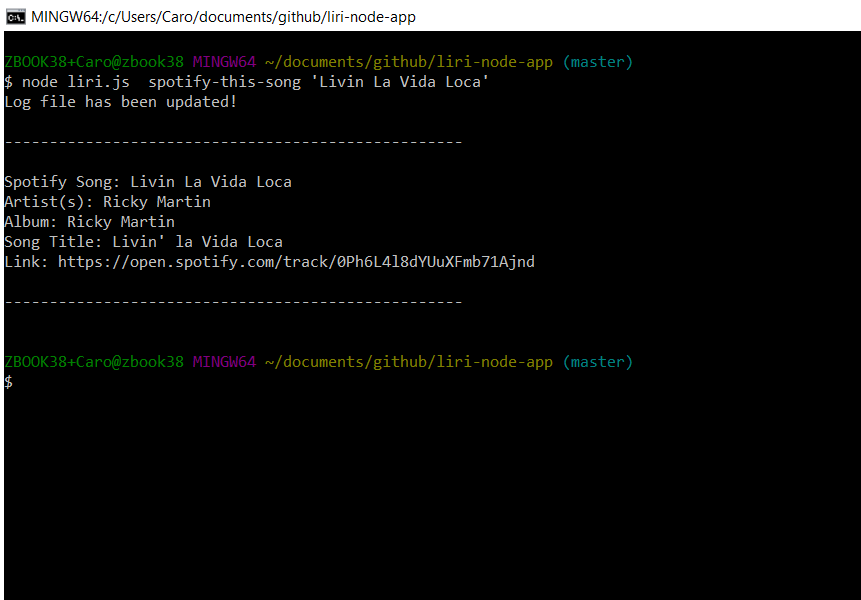 MINGW64:/c/Users/Caro/documents/github/liri-node-app
ZBOOK38+Caro@zbook38 MINGW64 ~/documents/github/liri-node-app (master)
$ node liri.js  spotify-this-song 'Livin La Vida Loca'
Log file has been updated!
---------------------------------------------------
Spotify Song: Livin La Vida Loca
Artist(s): Ricky Martin
Album: Ricky Martin
Song Title: Livin' la Vida Loca
Link: https://open.spotify.com/track/0Ph6L4l8dYUuXFmb71Ajnd
---------------------------------------------------
ZBOOK38+Caro@zbook38 MINGW64 ~/documents/github/liri-node-app (master)
$